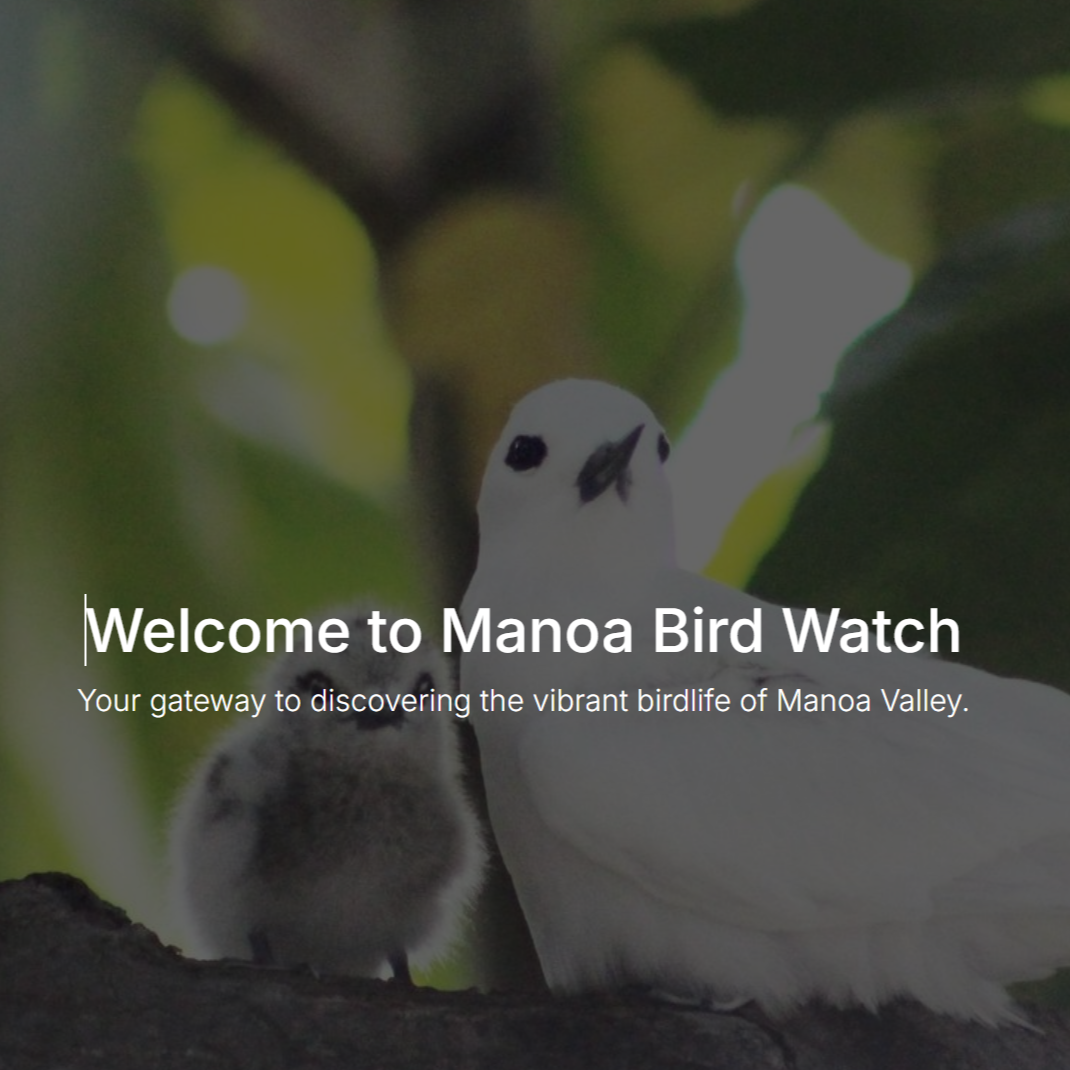 Welcome to Manoa Bird Watch
Your gateway to discovering the vibrant birdlife of Manoa Valley.